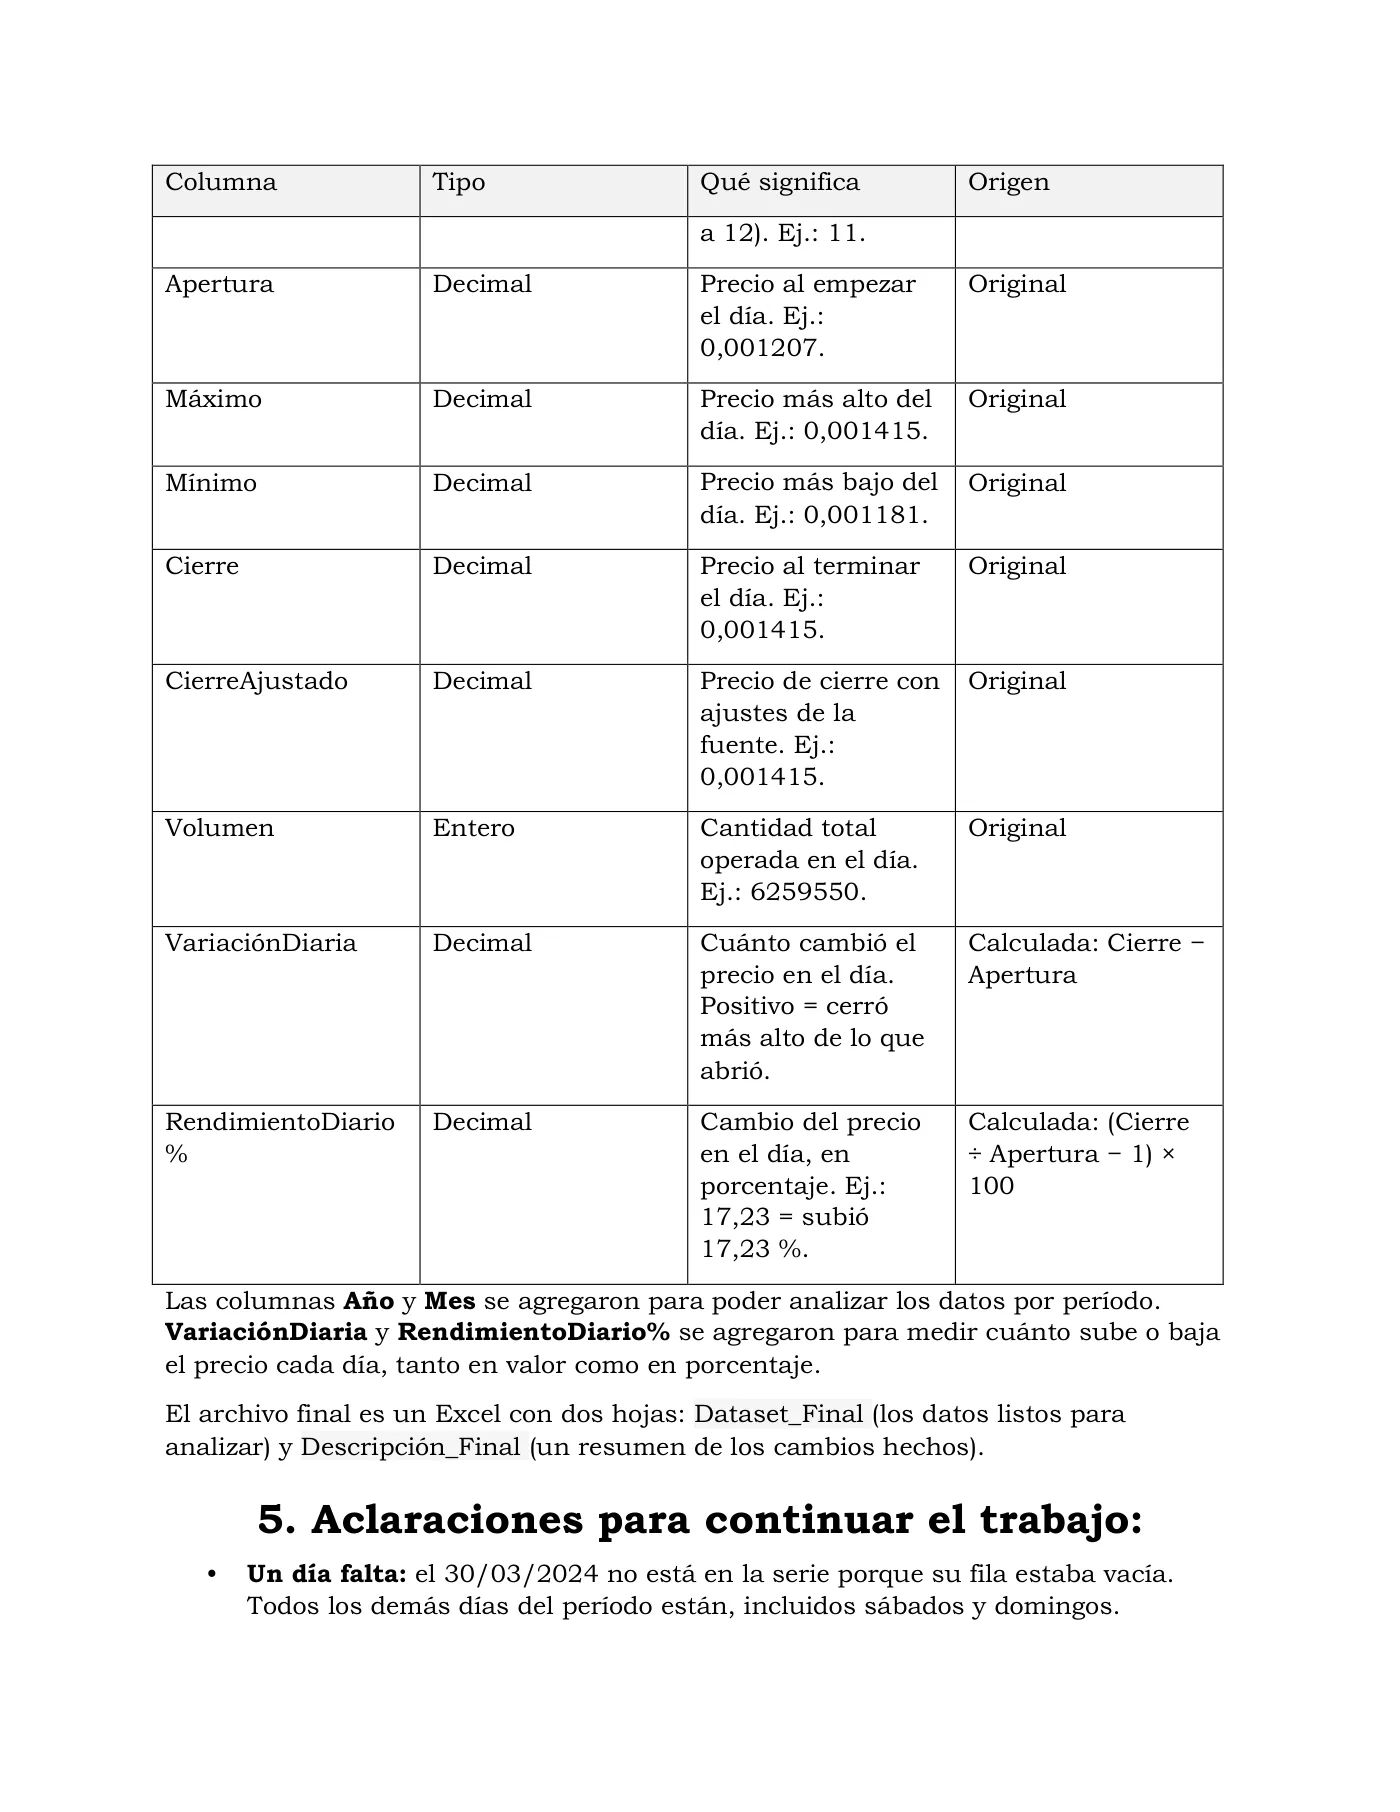 Columna Tipo Qué significa Origen
a 12). Ej.: 11.
Apertura Decimal Precio al empezar Original
el día. Ej.:
0,001207.
Máximo Decimal Precio más alto del Original
día. Ej.: 0,001415.
Mínimo Decimal Precio más bajo del Original
día. Ej.: 0,001181.
Cierre Decimal Precio al terminar Original
el día. Ej.:
0,001415.
CierreAjustado Decimal Precio de cierre con Original
ajustes de la
fuente. Ej.:
0,001415.
Volumen Entero Cantidad total Original
operada en el día.
Ej.: 6259550.
VariaciónDiaria Decimal Cuánto cambió el Calculada: Cierre −
precio en el día. Apertura
Positivo = cerró
más alto de lo que
abrió.
RendimientoDiario Decimal Cambio del precio Calculada: (Cierre
% en el día, en ÷ Apertura − 1) ×
porcentaje. Ej.: 100
17,23 = subió
17,23 %.
Las columnas Año y Mes se agregaron para poder analizar los datos por período.
VariaciónDiaria y RendimientoDiario% se agregaron para medir cuánto sube o baja
el precio cada día, tanto en valor como en porcentaje.
El archivo final es un Excel con dos hojas: Dataset_Final (los datos listos para
analizar) y Descripción_Final (un resumen de los cambios hechos).
5. Aclaraciones para continuar el trabajo:
• Un día falta: el 30/03/2024 no está en la serie porque su fila estaba vacía.
Todos los demás días del período están, incluidos sábados y domingos.